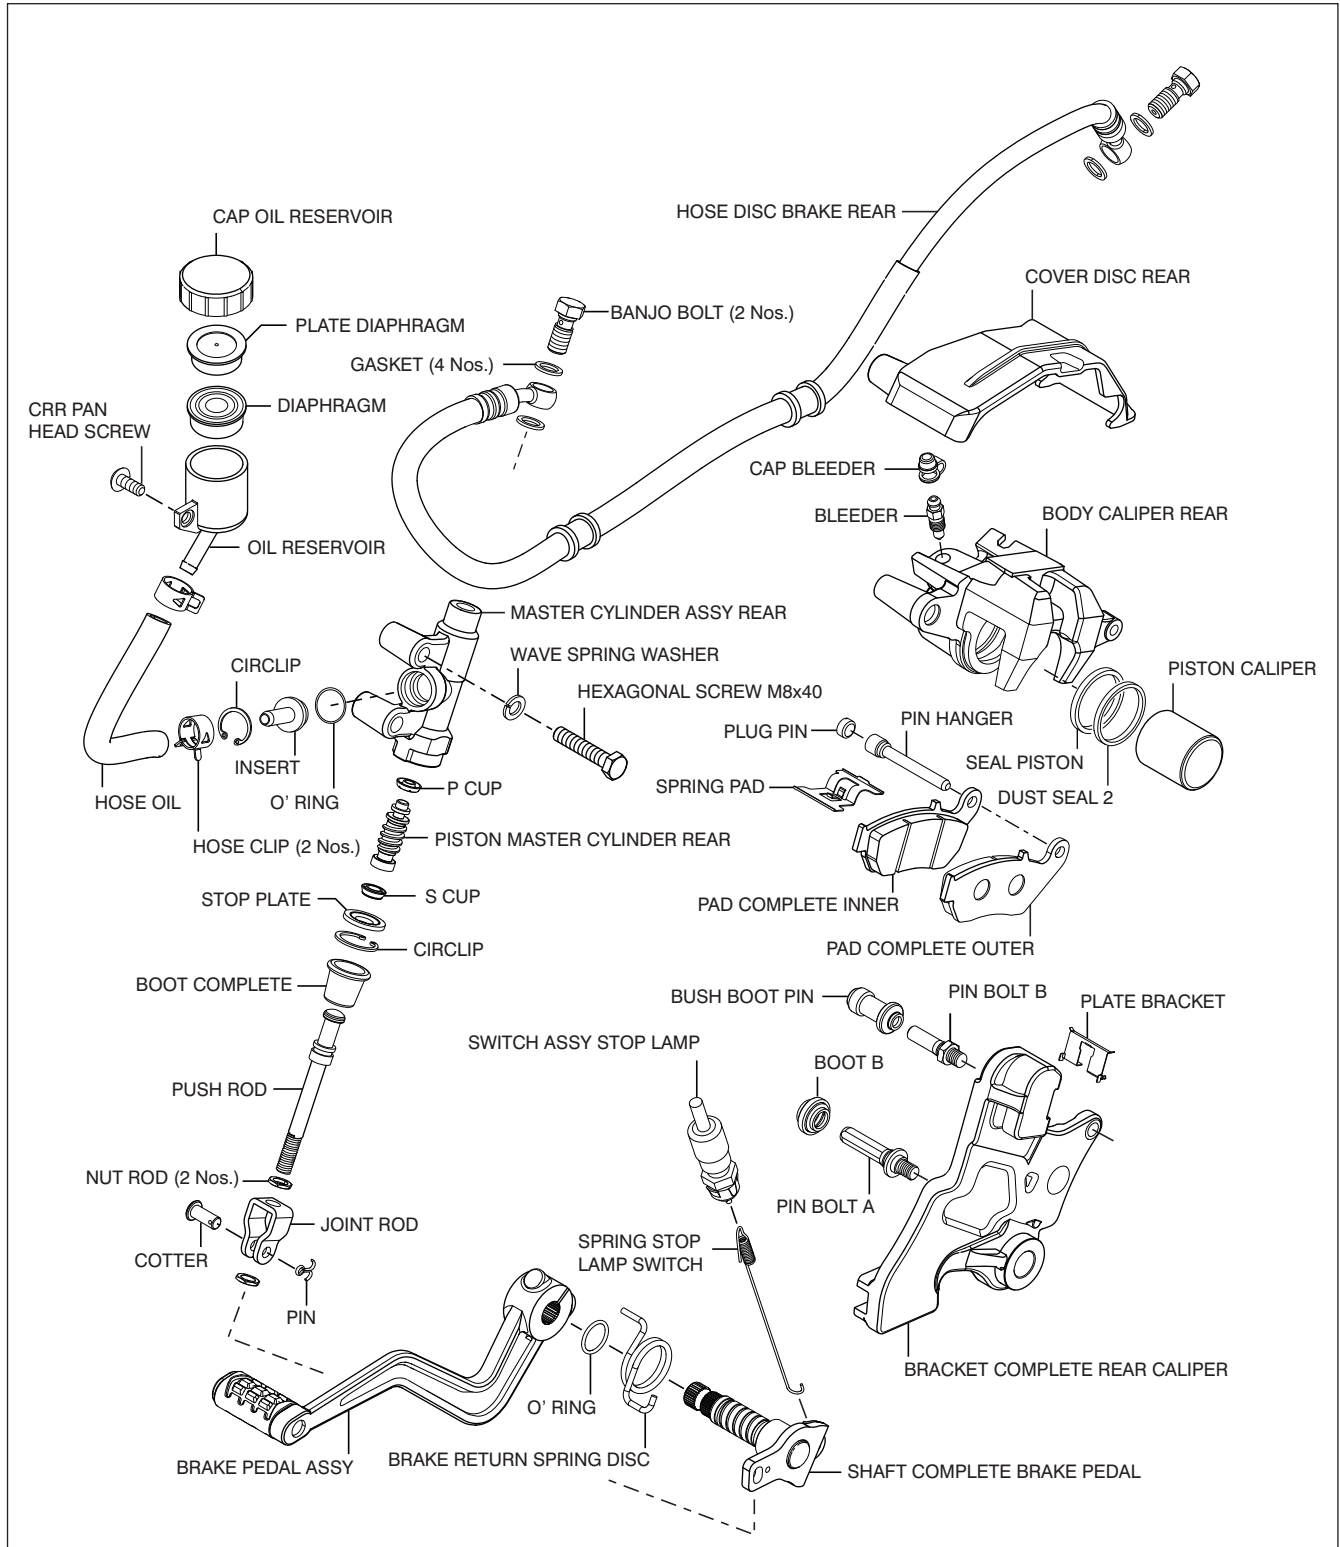 HOSE DISC BRAKE REAR
CAP OIL RESERVOIR
COVER DISC REAR
BANJO BOLT (2 Nos.)
PLATE DIAPHRAGM
GASKET (4 Nos.)
DIAPHRAGM
CRR PAN
HEAD SCREW
CAP BLEEDER
BLEEDER
BODY CALIPER REAR
OIL RESERVOIR
MASTER CYLINDER ASSY REAR
WAVE SPRING WASHER
CIRCLIP
PISTON CALIPER
HEXAGONAL SCREW M8x40
PIN HANGER
PLUG PIN
SEAL PISTON
INSERT
SPRING PAD
P CUP
DUST SEAL 2
HOSE OIL
O' RING
PISTON MASTER CYLINDER REAR
HOSE CLIP (2 Nos.)
S CUP
STOP PLATE
PAD COMPLETE INNER
CIRCLIP
PAD COMPLETE OUTER
BOOT COMPLETE
BUSH BOOT PIN
PIN BOLT B
PLATE BRACKET
SWITCH ASSY STOP LAMP
BOOT B
PUSH ROD
NUT ROD (2 Nos.)
PIN BOLT A
JOINT ROD
COTTER
SPRING STOP
LAMP SWITCH
PIN
BRACKET COMPLETE REAR CALIPER
O' RING
BRAKE PEDAL ASSY
BRAKE RETURN SPRING DISC
SHAFT COMPLETE BRAKE PEDAL